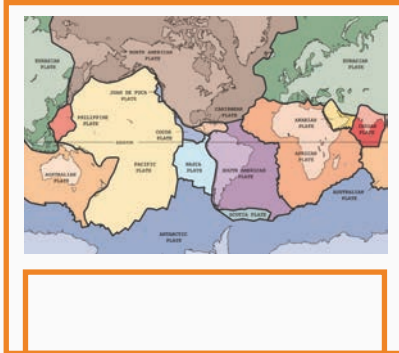 NORTH AMERICAN
PLATE
EURASIAN
PLATE
EURASIAN
PLATE
JUAN DE FUCA
PLATE
CARIBBEAN
PLATE
PHILIPPINE
PLATE
ARABIAN
PLATE
INDIAN
PLATE
COCOS
PLATE
EQUATOR
AFRICAN
PLATE
PACIFIC
PLATE
NAZCA
PLATE
SOUTH AMERICAN
PLATE
AUSTRALIAN
PLATE
AUSTRALIAN
PLATE
SCOTIA PLATE
ANTARCTIC
PLATE